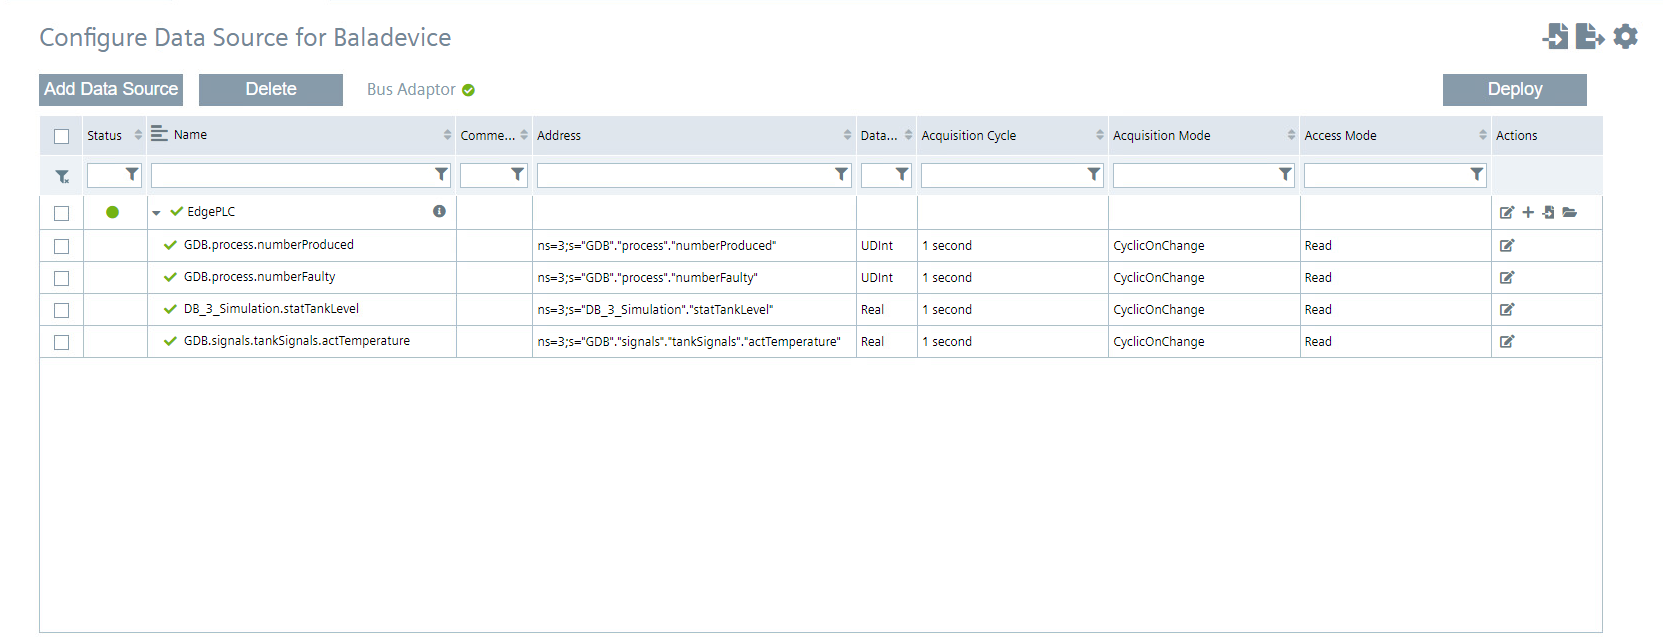 Configure Data Source for Baladevice
Add Data Source Delete Bus Adaptor Deploy
Status Name Comme... Address Data... Acquisition Cycle Acquisition Mode Access Mode Actions
EdgePLC
GDB.process.numberProduced ns=3;s="GDB"."process"."numberProduced" UDInt 1 second CyclicOnChange Read
GDB.process.numberFaulty ns=3;s="GDB"."process"."numberFaulty" UDInt 1 second CyclicOnChange Read
DB_3_Simulation.statTankLevel ns=3;s="DB_3_Simulation"."statTankLevel" Real 1 second CyclicOnChange Read
GDB.signals.tankSignals.actTemperature ns=3;s="GDB"."signals"."tankSignals"."actTemperature" Real 1 second CyclicOnChange Read